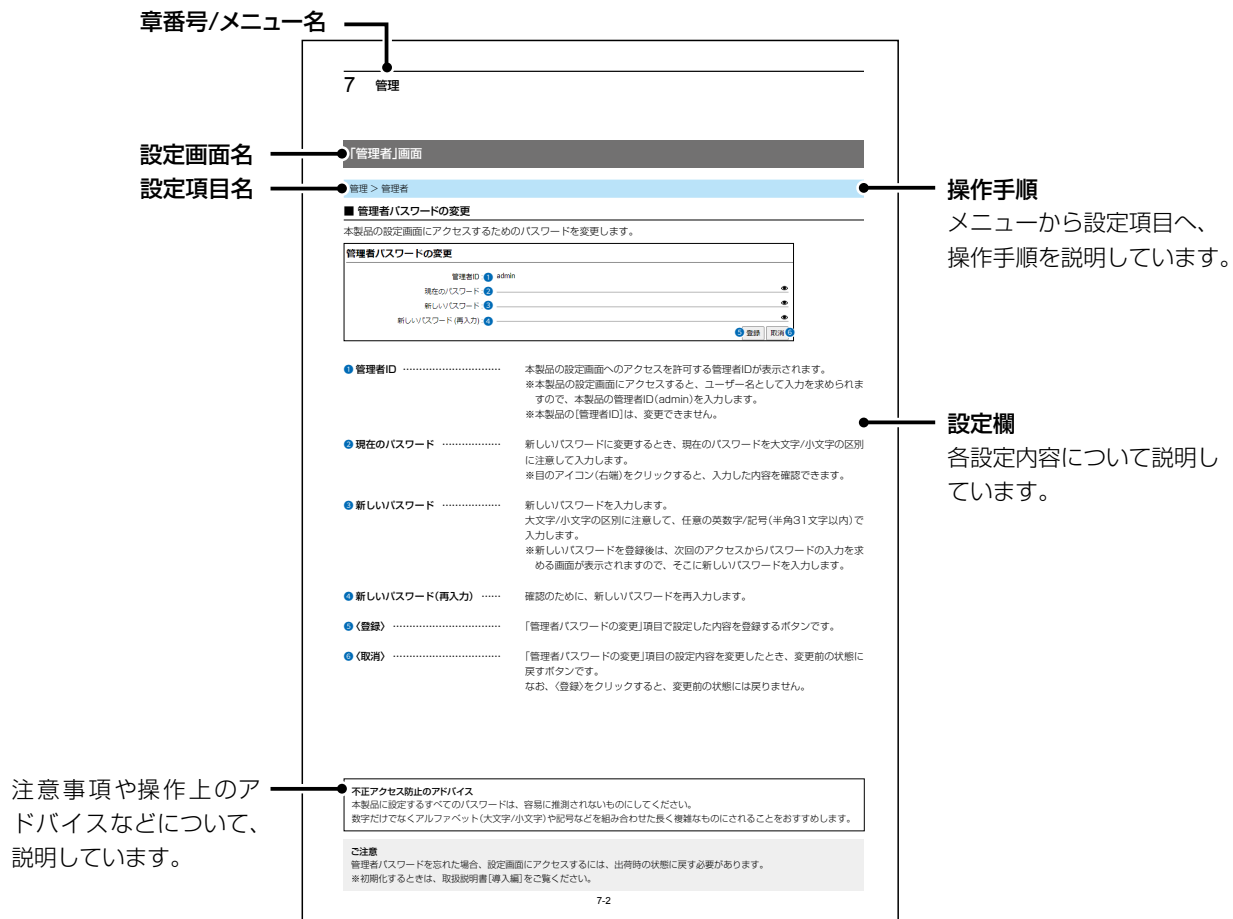 章番号/メニュー名
7 管理
設定画面名
「管理者」画面
設定項目名
管理 > 管理者
操作手順
メニューから設定項目へ、
操作手順を説明しています。
■ 管理者パスワードの変更
本製品の設定画面にアクセスするためのパスワードを変更します。
管理者パスワードの変更
管理者ID ❶ admin
現在のパスワード ❷
新しいパスワード ❸
新しいパスワード (再入力) ❹
❺ 登録 取消 ❻
❶ 管理者ID ………………………… 本製品の設定画面へのアクセスを許可する管理者IDが表示されます。
※本製品の設定画面にアクセスすると、ユーザー名として入力を求められま
すので、本製品の管理者ID(admin)を入力します。
※本製品の[管理者ID]は、変更できません。
設定欄
各設定内容について説明し
ています。
❷ 現在のパスワード ……………… 新しいパスワードに変更するとき、現在のパスワードを大文字/小文字の区別
に注意して入力します。
※目のアイコン(右端)をクリックすると、入力した内容を確認できます。
❸ 新しいパスワード ……………… 新しいパスワードを入力します。
大文字/小文字の区別に注意して、任意の英数字/記号(半角31文字以内)で
入力します。
※新しいパスワードを登録後は、次回のアクセスからパスワードの入力を求
める画面が表示されますので、そこに新しいパスワードを入力します。
❹ 新しいパスワード(再入力) …… 確認のために、新しいパスワードを再入力します。
❺〈登録〉 …………………………… 「管理者パスワードの変更」項目で設定した内容を登録するボタンです。
❻〈取消〉 …………………………… 「管理者パスワードの変更」項目の設定内容を変更したとき、変更前の状態に
戻すボタンです。
なお、〈登録〉をクリックすると、変更前の状態には戻りません。
注意事項や操作上のア
ドバイスなどについて、
説明しています。
不正アクセス防止のアドバイス
本製品に設定するすべてのパスワードは、容易に推測されないものにしてください。
数字だけでなくアルファベット(大文字/小文字)や記号などを組み合わせた長く複雑なものにされることをおすすめします。
ご注意
管理者パスワードを忘れた場合、設定画面にアクセスするには、出荷時の状態に戻す必要があります。
※初期化するときは、取扱説明書[導入編]をご覧ください。
7-2